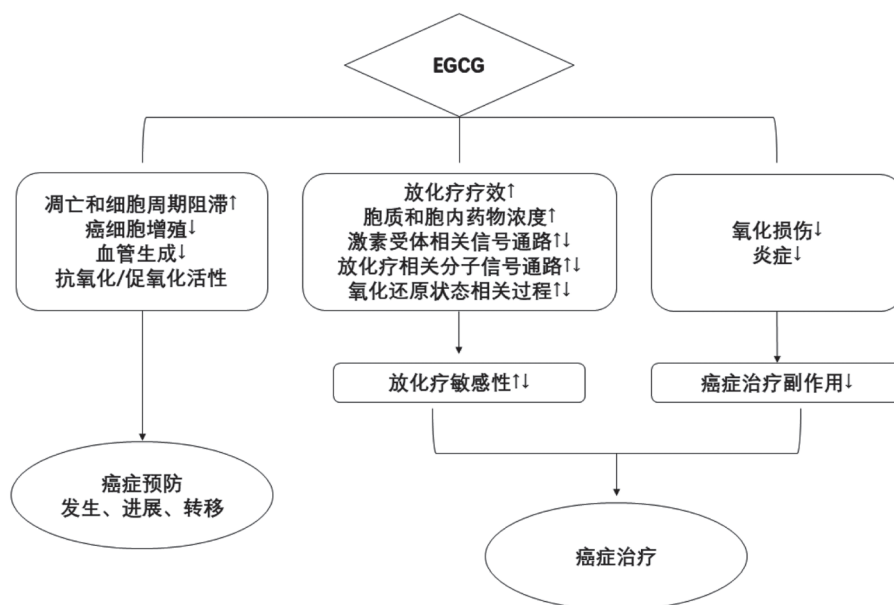 EGCG
凋亡和细胞周期阻滞↑
癌细胞增殖↓
血管生成↓
抗氧化/促氧化活性
放化疗疗效↑
胞质和胞内药物浓度↑
激素受体相关信号通路↑↓
放化疗相关分子信号通路↑↓
氧化还原状态相关过程↑↓
氧化损伤↓
炎症↓
放化疗敏感性↑↓
癌症治疗副作用↓
癌症预防
发生、进展、转移
癌症治疗